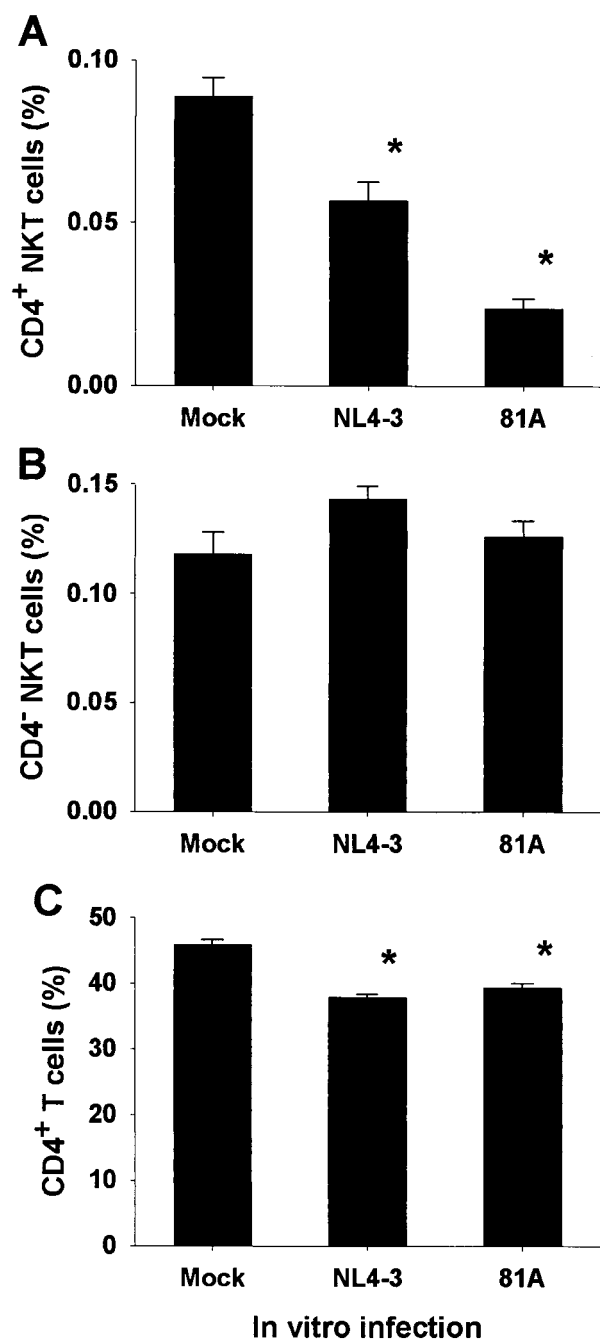 A
CD4+ NKT cells (%)
0.10
0.05
0.00
*
*
Mock NL4-3 81A
B
CD4- NKT cells (%)
0.15
0.10
0.05
0.00
Mock NL4-3 81A
C
CD4+ T cells (%)
50
40
30
20
10
0
*
*
Mock NL4-3 81A
In vitro infection